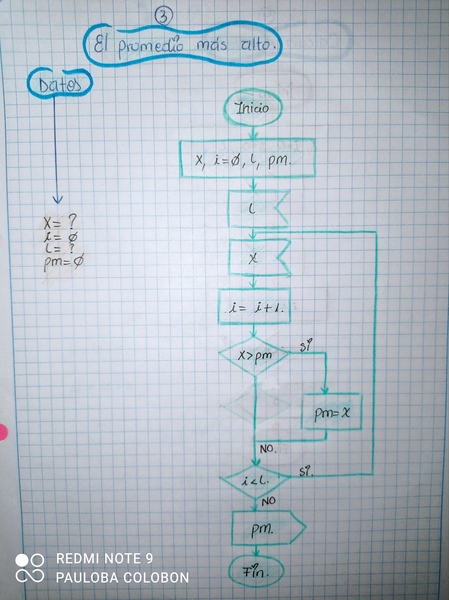 3
El promedio más alto.
Datos
Inicio
X, i=Ø, L, pm.
L
X
X= ?
i= Ø
L= ?
pm=Ø
i= i+1.
X>pm
Sí
pm=X
NO.
i<L.
Sí.
NO
pm.
Fin.
REDMI NOTE 9
PAULOBA COLOBON